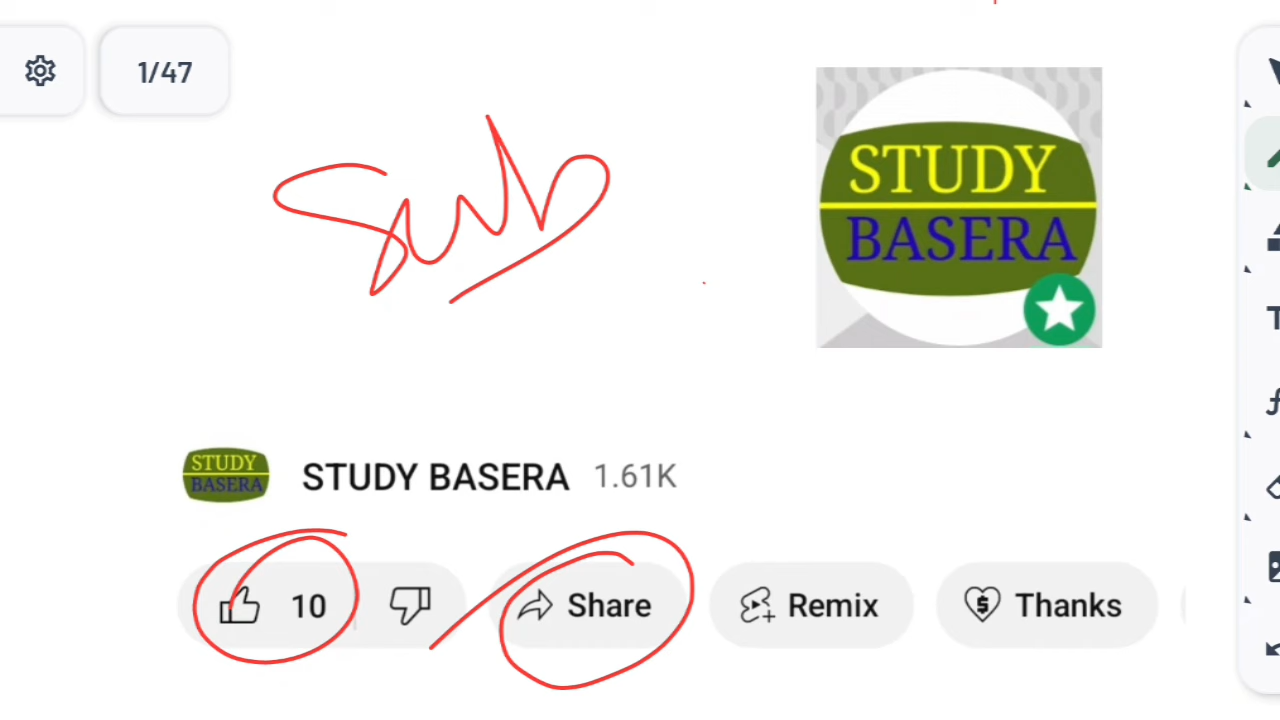 1/47
Sub
STUDY
BASERA
STUDY
BASERA
STUDY BASERA 1.61K
10 Share Remix Thanks